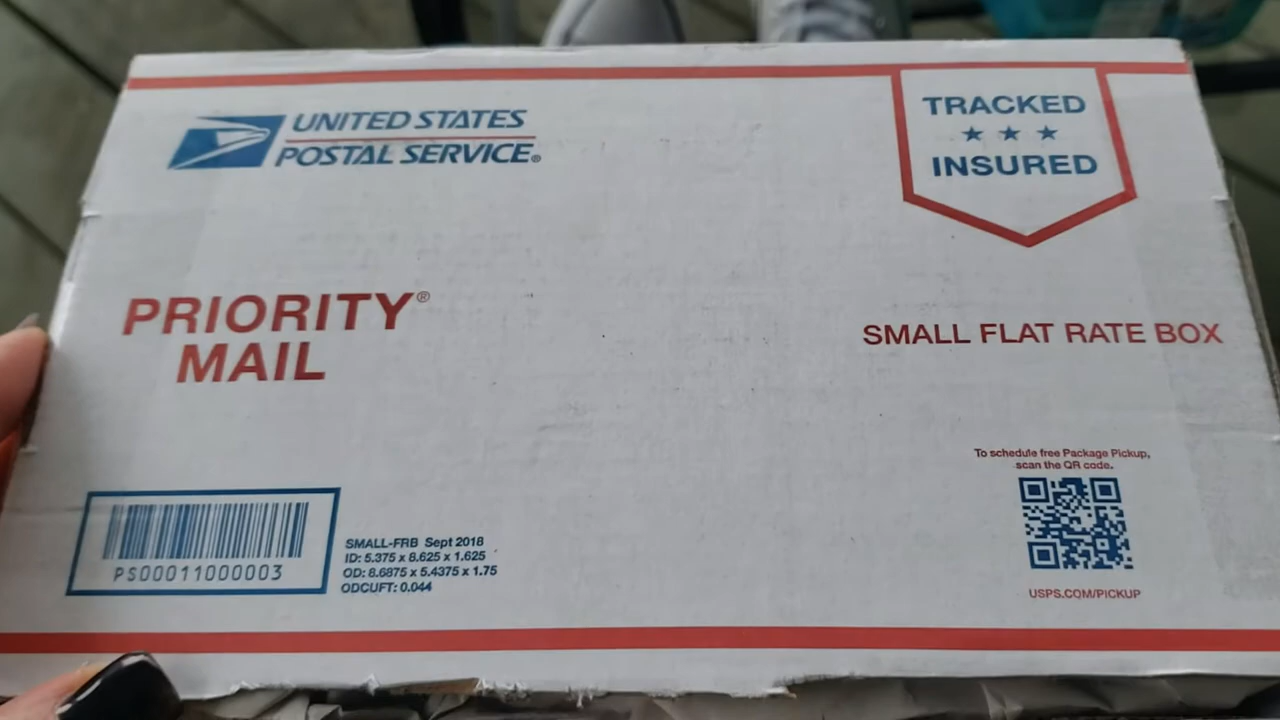 UNITED STATES
POSTAL SERVICE®
TRACKED
★ ★ ★
INSURED
PRIORITY®
MAIL
SMALL FLAT RATE BOX
To schedule free Package Pickup,
scan the QR code.
USPS.COM/PICKUP
PS00011000003
SMALL-FRB Sept 2018
ID: 5.375 x 8.625 x 1.625
OD: 8.6875 x 5.4375 x 1.75
ODCUFT: 0.044